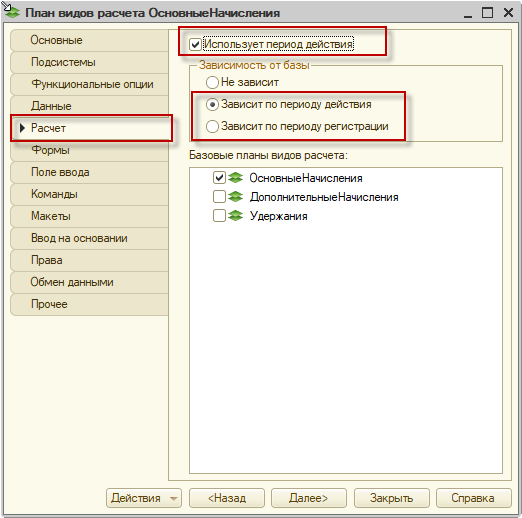 План видов расчета ОсновныеНачисления
Основные
Подсистемы
Функциональные опции
Данные
Расчет
Формы
Поле ввода
Команды
Макеты
Ввод на основании
Права
Обмен данными
Прочее
Использует период действия
Зависимость от базы
Не зависит
Зависит по периоду действия
Зависит по периоду регистрации
Базовые планы видов расчета:
ОсновныеНачисления
ДополнительныеНачисления
Удержания
Действия
<Назад
Далее>
Закрыть
Справка